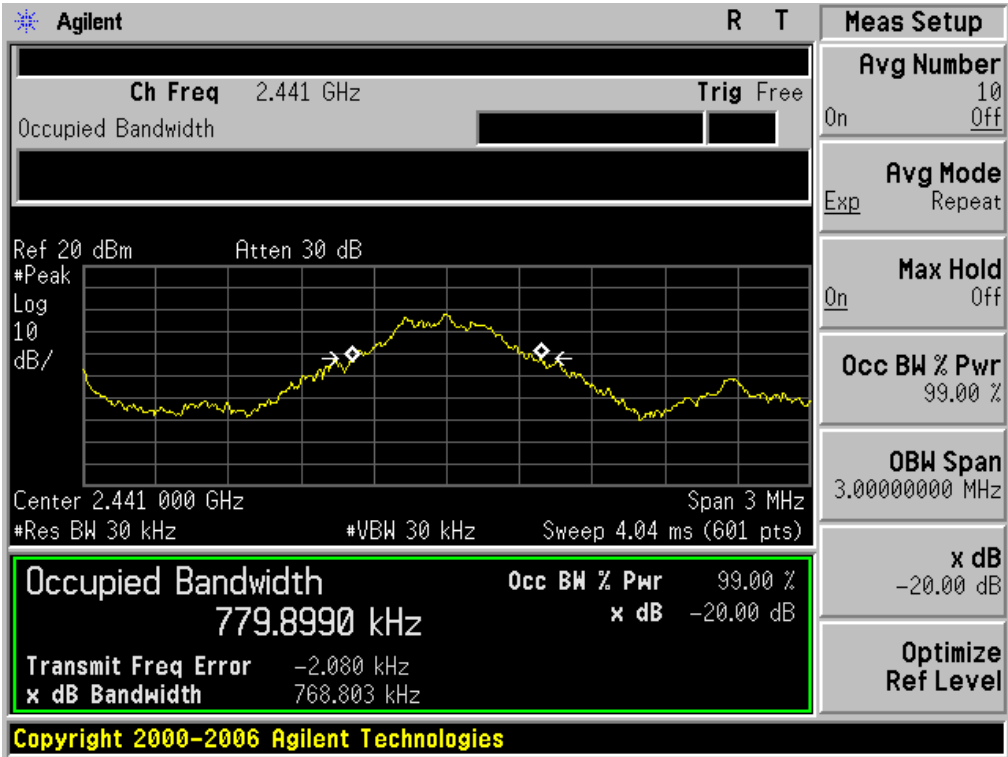 Agilent R T
Ch Freq 2.441 GHz Trig Free
Occupied Bandwidth
Ref 20 dBm Atten 30 dB
#Peak
Log
10
dB/
Center 2.441 000 GHz Span 3 MHz
#Res BW 30 kHz #VBW 30 kHz Sweep 4.04 ms (601 pts)
Occupied Bandwidth Occ BW % Pwr 99.00 %
779.8990 kHz x dB -20.00 dB
Transmit Freq Error -2.080 kHz
x dB Bandwidth 768.803 kHz
Copyright 2000-2006 Agilent Technologies
Meas Setup
Avg Number
10
On Off
Avg Mode
Exp Repeat
Max Hold
On Off
Occ BW % Pwr
99.00 %
OBW Span
3.00000000 MHz
x dB
-20.00 dB
Optimize
Ref Level